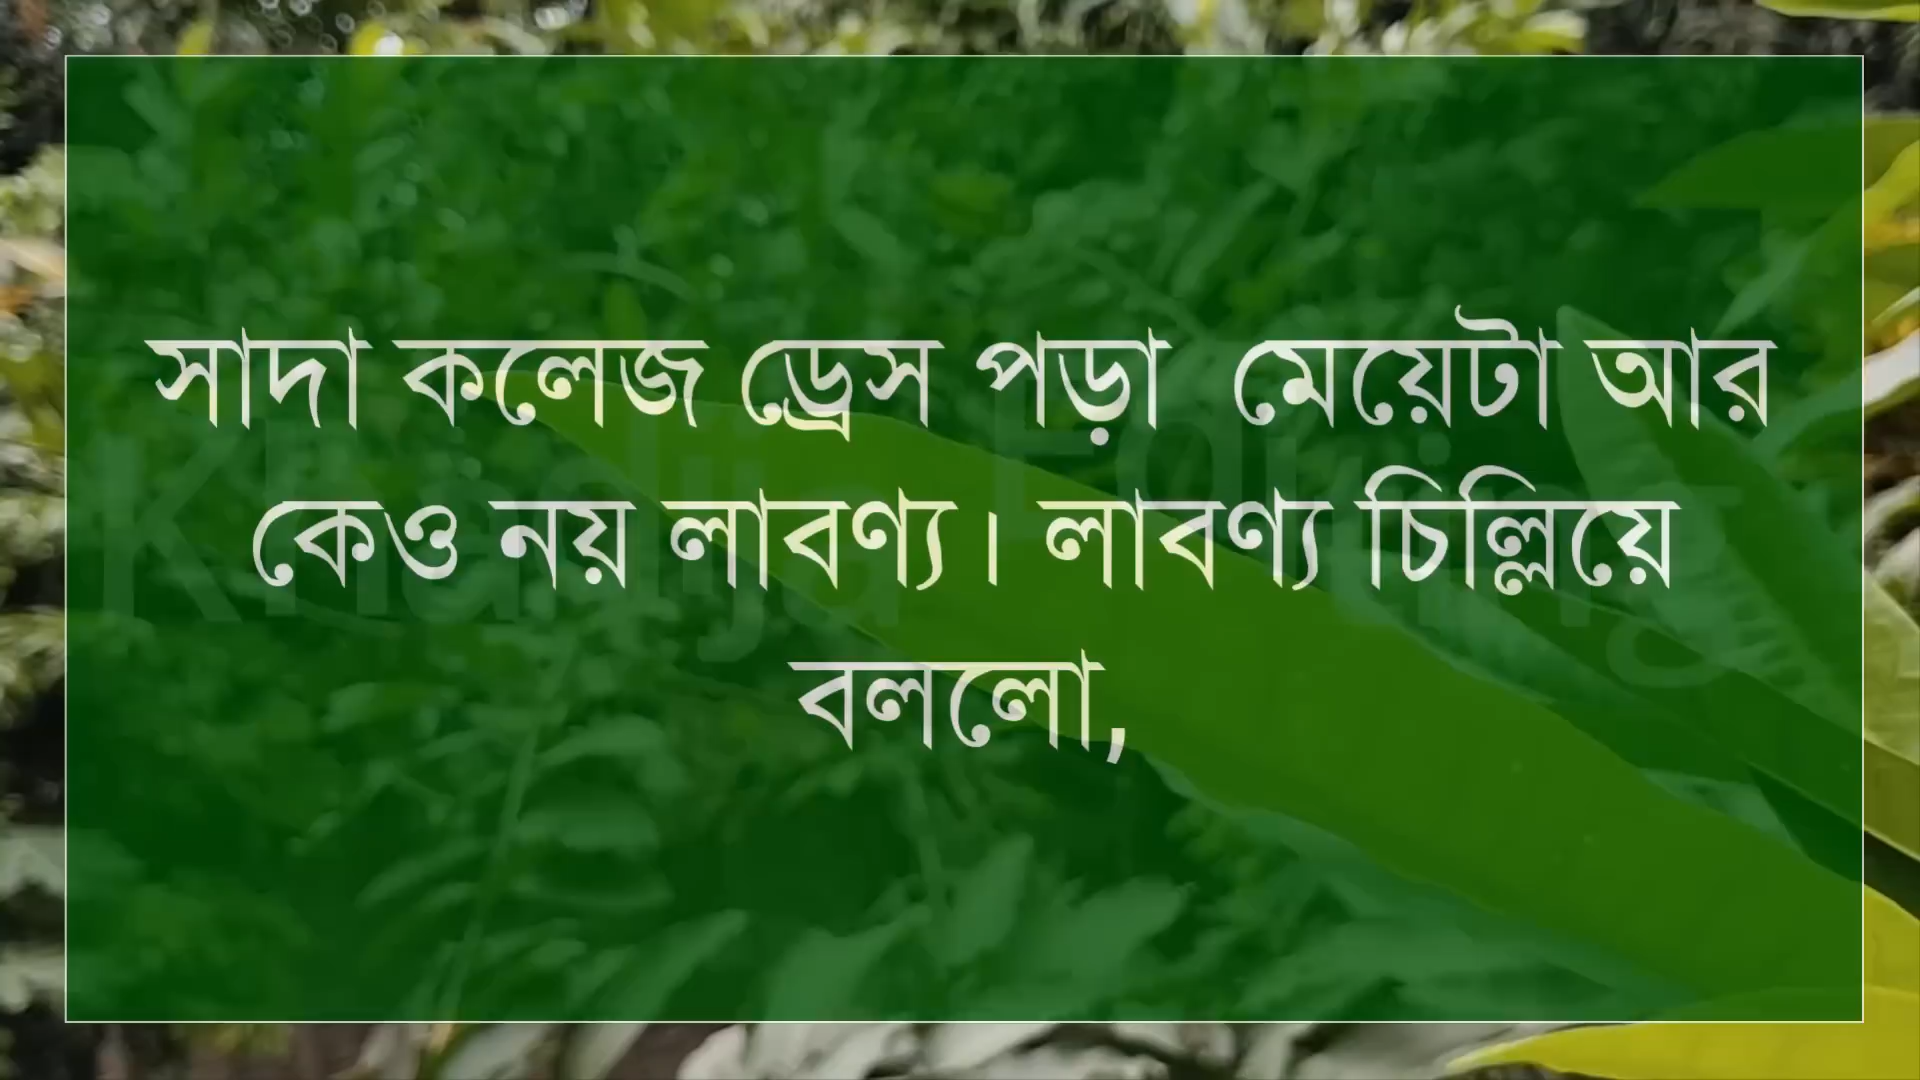 সাদা কলেজ ড্রেস পড়া মেয়েটা আর
কেও নয় লাবণ্য। লাবণ্য চিল্লিয়ে
বললো,